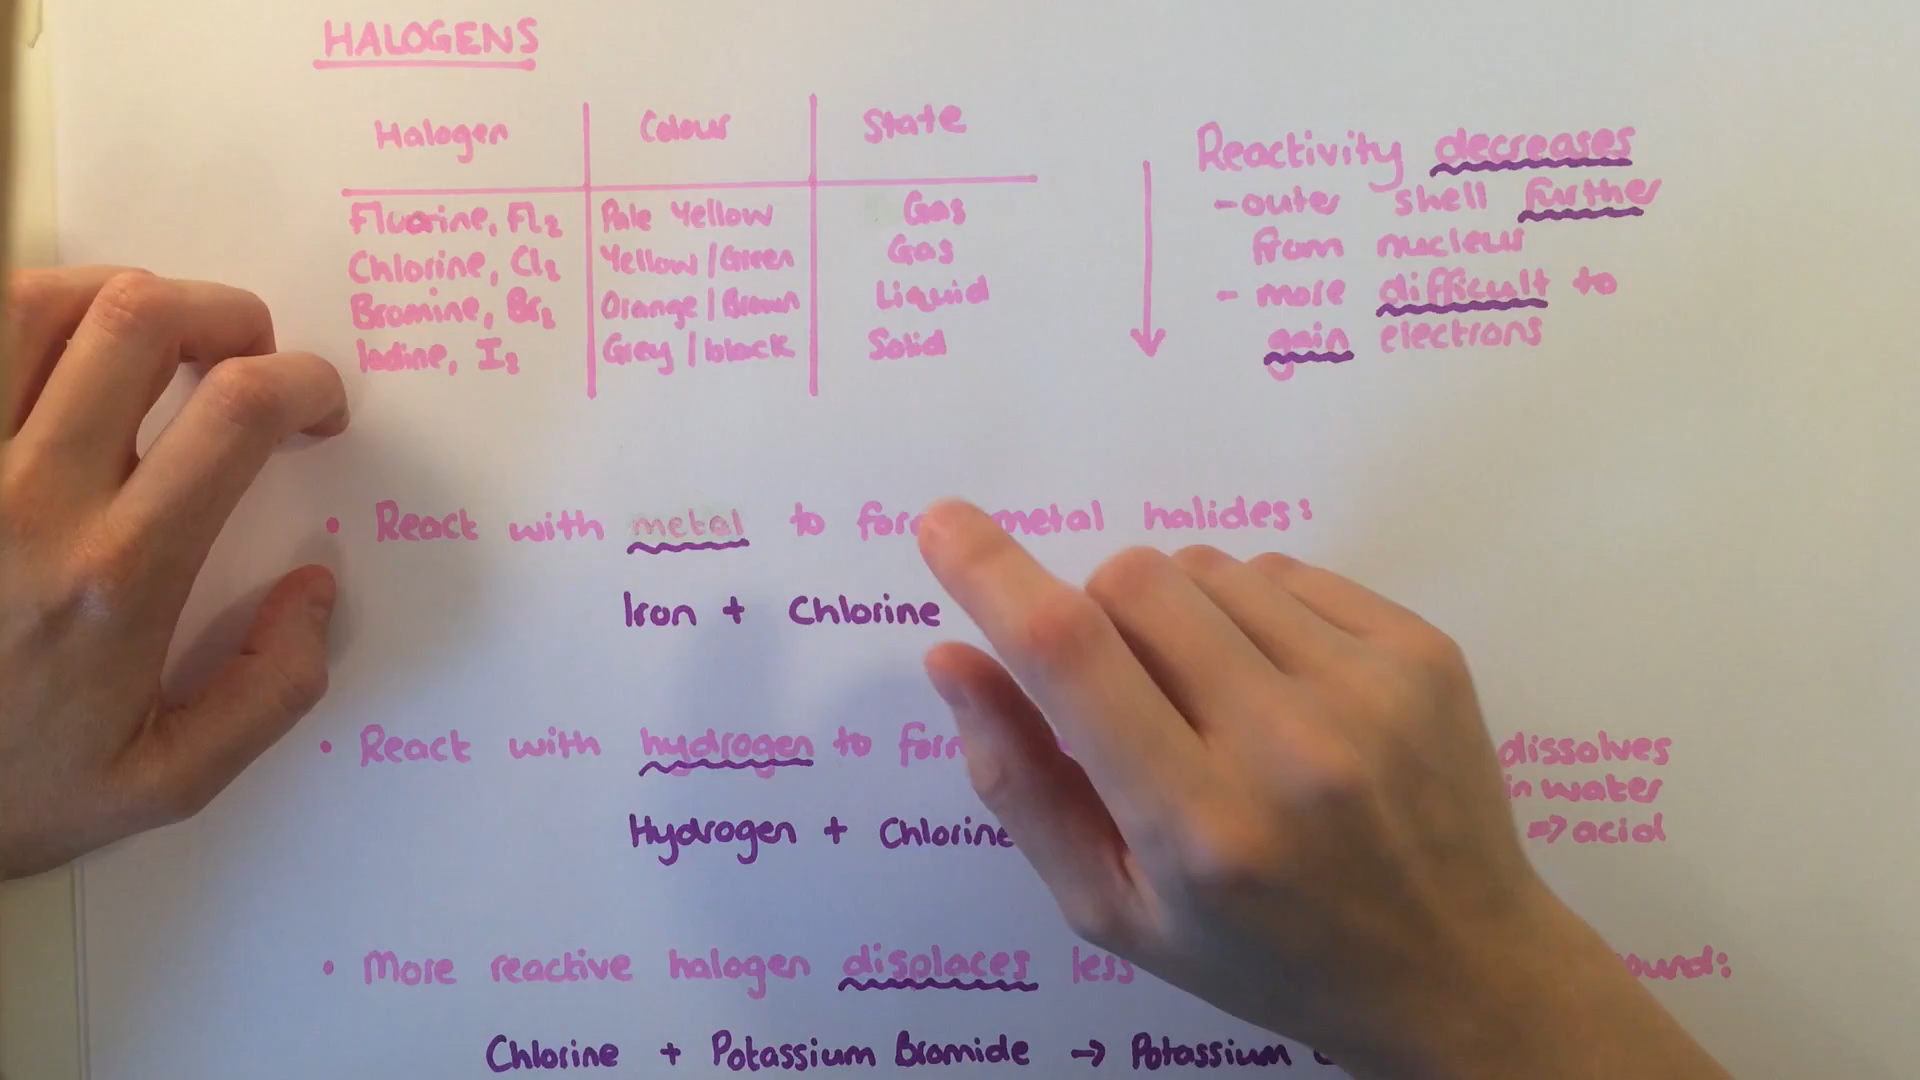 HALOGENS
Halogen Colour State
Fluorine, Fl2 Pale Yellow Gas
Chlorine, Cl2 Yellow/Green Gas
Bromine, Br2 Orange/Brown Liquid
Iodine, I2 Grey/black Solid
Reactivity decreases
-outer shell further
from nucleus
- more difficult to
gain electrons
• React with metal to form metal halides:
Iron + Chlorine
• React with hydrogen to form
dissolves
in water
→ acid
Hydrogen + Chlorine
• More reactive halogen displaces less
Chlorine + Potassium Bromide → Potassium